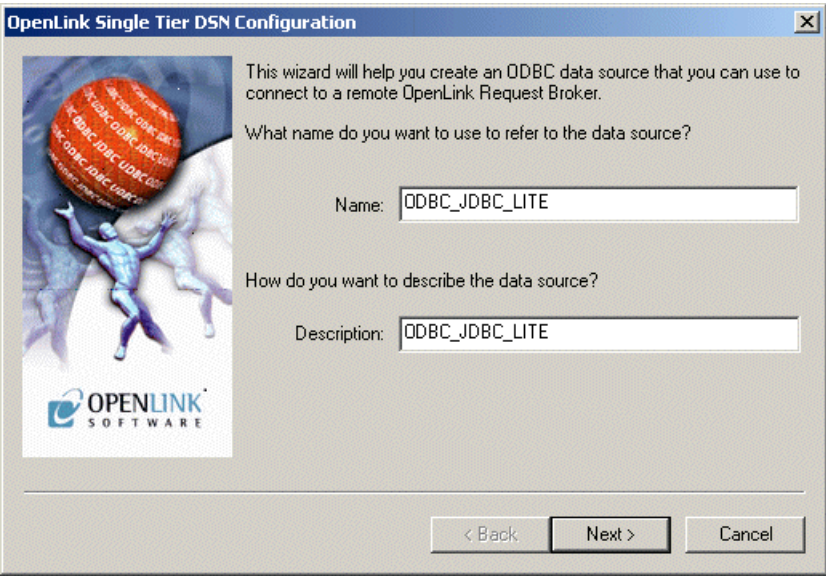 OpenLink Single Tier DSN Configuration
This wizard will help you create an ODBC data source that you can use to
connect to a remote OpenLink Request Broker.
What name do you want to use to refer to the data source?
Name: ODBC_JDBC_LITE
How do you want to describe the data source?
Description: ODBC_JDBC_LITE
OPENLINK
SOFTWARE
< Back Next > Cancel